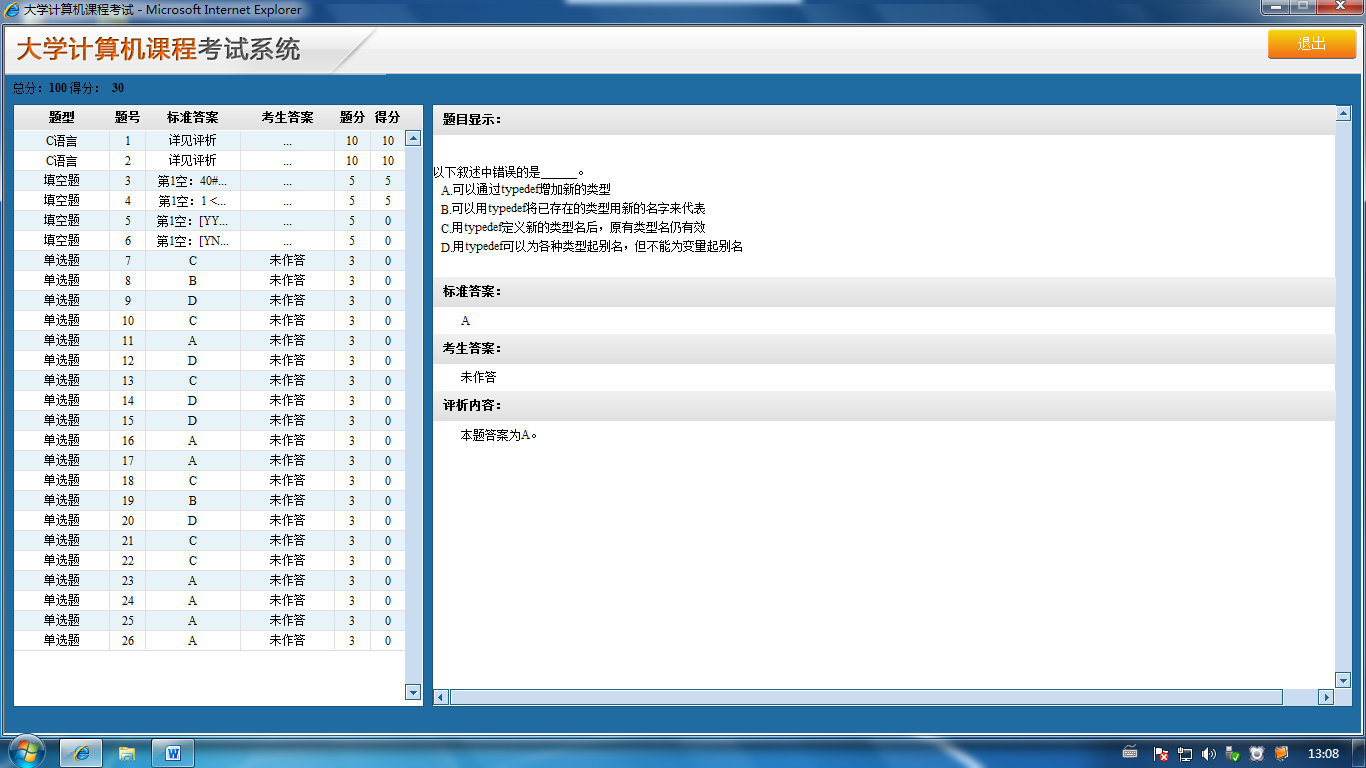 大学计算机课程考试 - Microsoft Internet Explorer
大学计算机课程考试系统
退出
总分：100 得分： 30
题型 题号 标准答案 考生答案 题分 得分
C语言 1 详见评析 ... 10 10
C语言 2 详见评析 ... 10 10
填空题 3 第1空：40#... ... 5 5
填空题 4 第1空：1 <... ... 5 5
填空题 5 第1空：[YY... ... 5 0
填空题 6 第1空：[YN... ... 5 0
单选题 7 C 未作答 3 0
单选题 8 B 未作答 3 0
单选题 9 D 未作答 3 0
单选题 10 C 未作答 3 0
单选题 11 A 未作答 3 0
单选题 12 D 未作答 3 0
单选题 13 C 未作答 3 0
单选题 14 D 未作答 3 0
单选题 15 D 未作答 3 0
单选题 16 A 未作答 3 0
单选题 17 A 未作答 3 0
单选题 18 C 未作答 3 0
单选题 19 B 未作答 3 0
单选题 20 D 未作答 3 0
单选题 21 C 未作答 3 0
单选题 22 C 未作答 3 0
单选题 23 A 未作答 3 0
单选题 24 A 未作答 3 0
单选题 25 A 未作答 3 0
单选题 26 A 未作答 3 0
题目显示：
以下叙述中错误的是______。
A.可以通过typedef增加新的类型
B.可以用typedef将已存在的类型用新的名字来代表
C.用typedef定义新的类型名后，原有类型名仍有效
D.用typedef可以为各种类型起别名，但不能为变量起别名
标准答案：
A
考生答案：
未作答
评析内容：
本题答案为A。
13:08